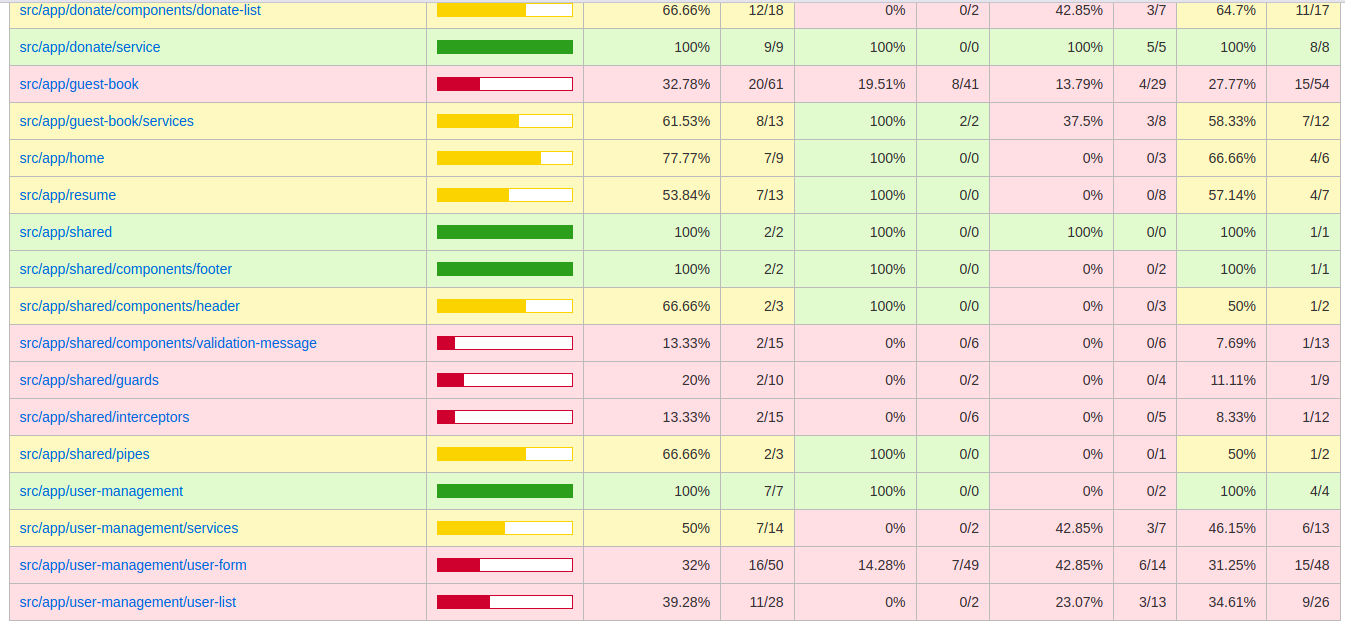 src/app/donate/components/donate-list 66.66% 12/18 0% 0/2 42.85% 3/7 64.7% 11/17
src/app/donate/service 100% 9/9 100% 0/0 100% 5/5 100% 8/8
src/app/guest-book 32.78% 20/61 19.51% 8/41 13.79% 4/29 27.77% 15/54
src/app/guest-book/services 61.53% 8/13 100% 2/2 37.5% 3/8 58.33% 7/12
src/app/home 77.77% 7/9 100% 0/0 0% 0/3 66.66% 4/6
src/app/resume 53.84% 7/13 100% 0/0 0% 0/8 57.14% 4/7
src/app/shared 100% 2/2 100% 0/0 100% 0/0 100% 1/1
src/app/shared/components/footer 100% 2/2 100% 0/0 0% 0/2 100% 1/1
src/app/shared/components/header 66.66% 2/3 100% 0/0 0% 0/3 50% 1/2
src/app/shared/components/validation-message 13.33% 2/15 0% 0/6 0% 0/6 7.69% 1/13
src/app/shared/guards 20% 2/10 0% 0/2 0% 0/4 11.11% 1/9
src/app/shared/interceptors 13.33% 2/15 0% 0/6 0% 0/5 8.33% 1/12
src/app/shared/pipes 66.66% 2/3 100% 0/0 0% 0/1 50% 1/2
src/app/user-management 100% 7/7 100% 0/0 0% 0/2 100% 4/4
src/app/user-management/services 50% 7/14 0% 0/2 42.85% 3/7 46.15% 6/13
src/app/user-management/user-form 32% 16/50 14.28% 7/49 42.85% 6/14 31.25% 15/48
src/app/user-management/user-list 39.28% 11/28 0% 0/2 23.07% 3/13 34.61% 9/26